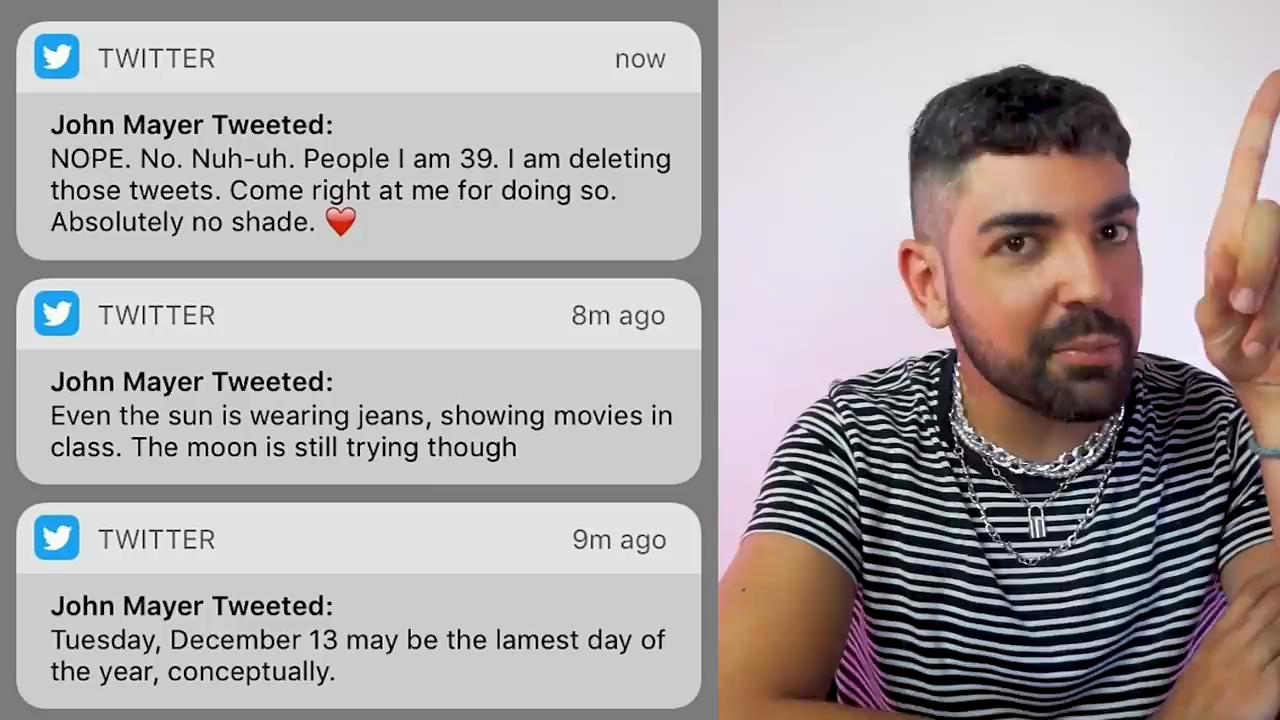 TWITTER now
John Mayer Tweeted:
NOPE. No. Nuh-uh. People I am 39. I am deleting
those tweets. Come right at me for doing so.
Absolutely no shade. ❤️
TWITTER 8m ago
John Mayer Tweeted:
Even the sun is wearing jeans, showing movies in
class. The moon is still trying though
TWITTER 9m ago
John Mayer Tweeted:
Tuesday, December 13 may be the lamest day of
the year, conceptually.